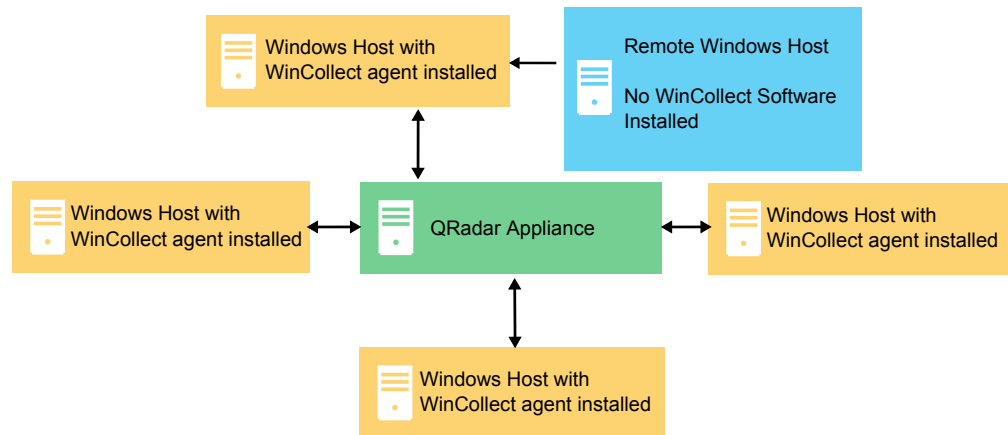 Windows Host with
WinCollect agent installed
Remote Windows Host
No WinCollect Software
Installed
Windows Host with
WinCollect agent installed
QRadar Appliance
Windows Host with
WinCollect agent installed
Windows Host with
WinCollect agent installed